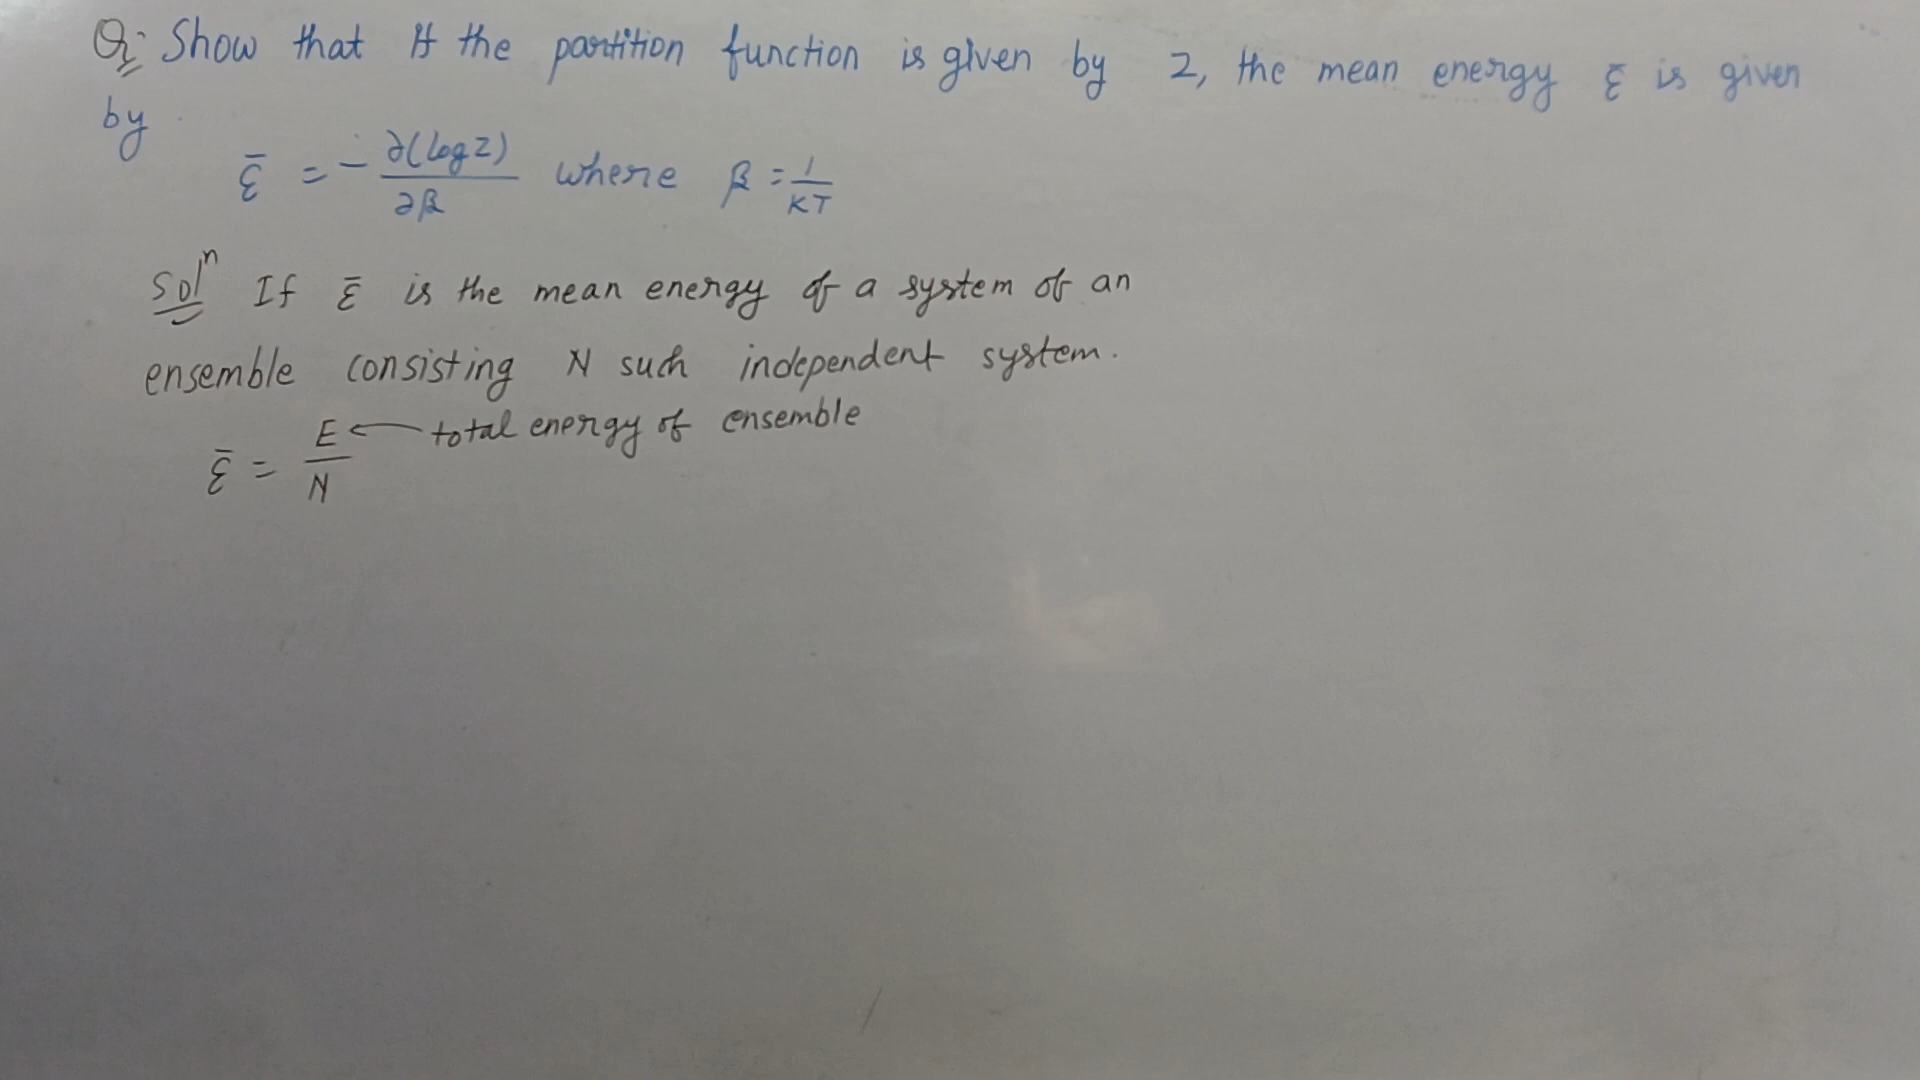 Q:- Show that If the partition function is given by Z, the mean energy ε̄ is given
by
ε̄ = - ∂(log Z)/∂β where β = 1/KT
Solⁿ If ε̄ is the mean energy of a system of an
ensemble consisting N such independent system.
ε̄ = E/N ← total energy of ensemble